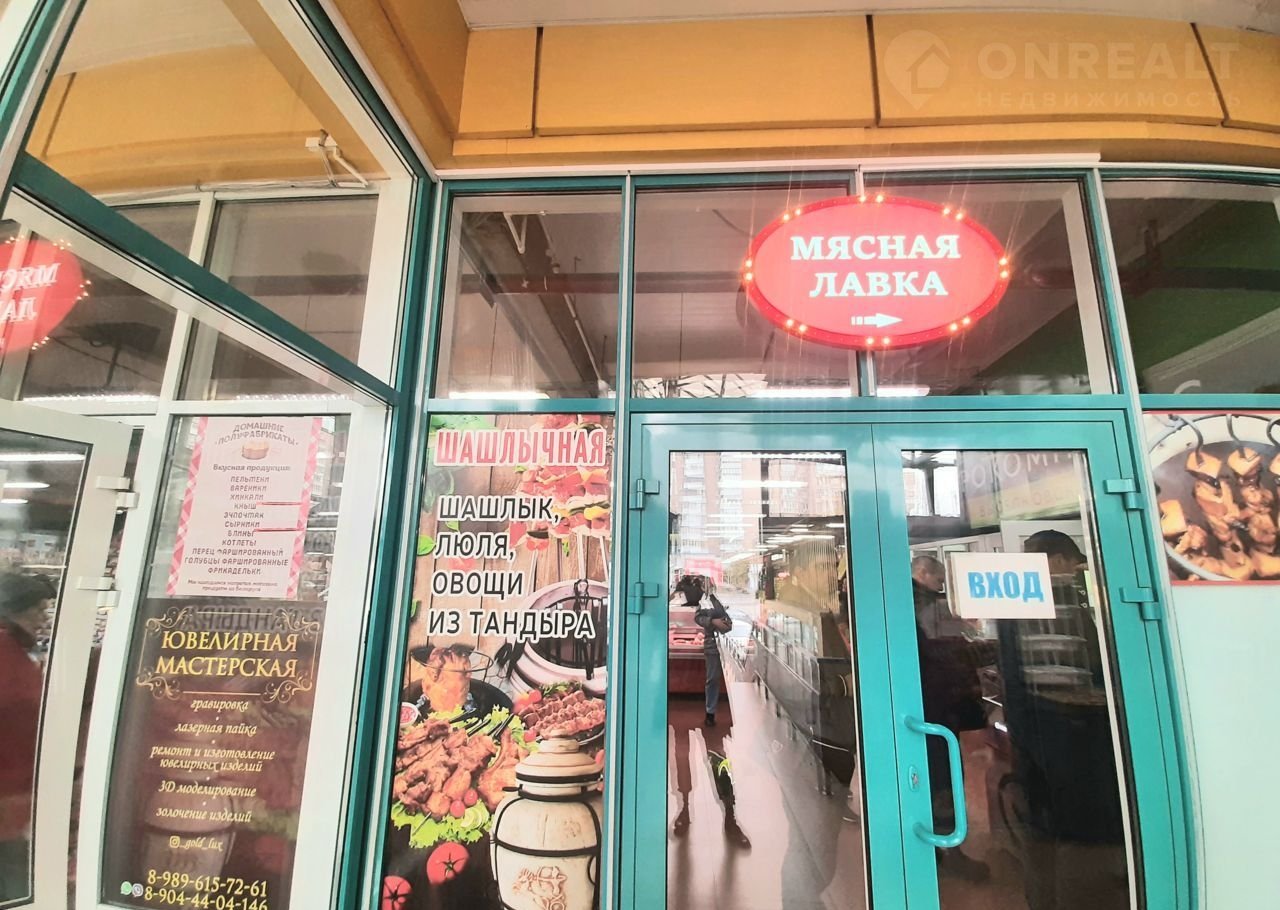 ONREALT
НЕДВИЖИМОСТЬ
МЯСНАЯ
ЛАВКА
ДОМАШНИЕ
"ПОЛУФАБРИКАТЫ"
Вкусная продукция:
ПЕЛЬМЕНИ
ВАРЕНИКИ
ХИНКАЛИ
КНЫШ
ЭЧПОЧМАК
СЫРНИКИ
БЛИНЫ
КОТЛЕТЫ
ПЕРЕЦ ФАРШИРОВАННЫЙ
ГОЛУБЦЫ ФАРШИРОВАННЫЕ
ФРИКАДЕЛЬКИ
ЮВЕЛИРНАЯ
МАСТЕРСКАЯ
гравировка
лазерная пайка
ремонт и изготовление
ювелирных изделий
3D моделирование
золочение изделий
_gold_lux
8-989-615-72-61
8-904-44-04-146
ШАШЛЫЧНАЯ
ШАШЛЫК,
ЛЮЛЯ,
ОВОЩИ
ИЗ ТАНДЫРА
ВХОД